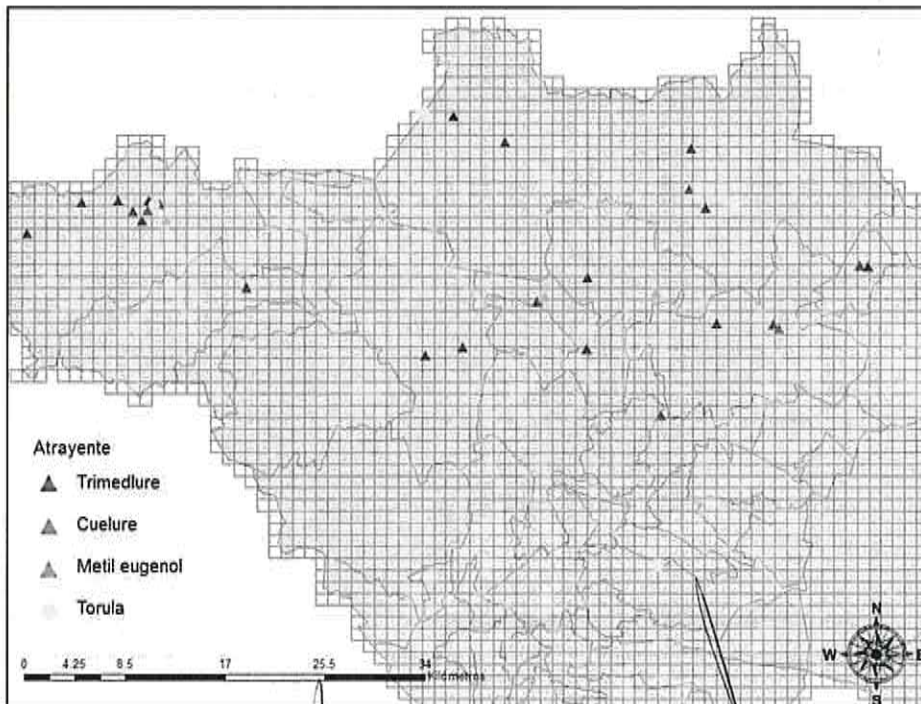 Atrayente
Trimedlure
Cuelure
Metil eugenol
Torula
0 4.25 8.5 17 25.5 34
Kilómetros
N
W E
S